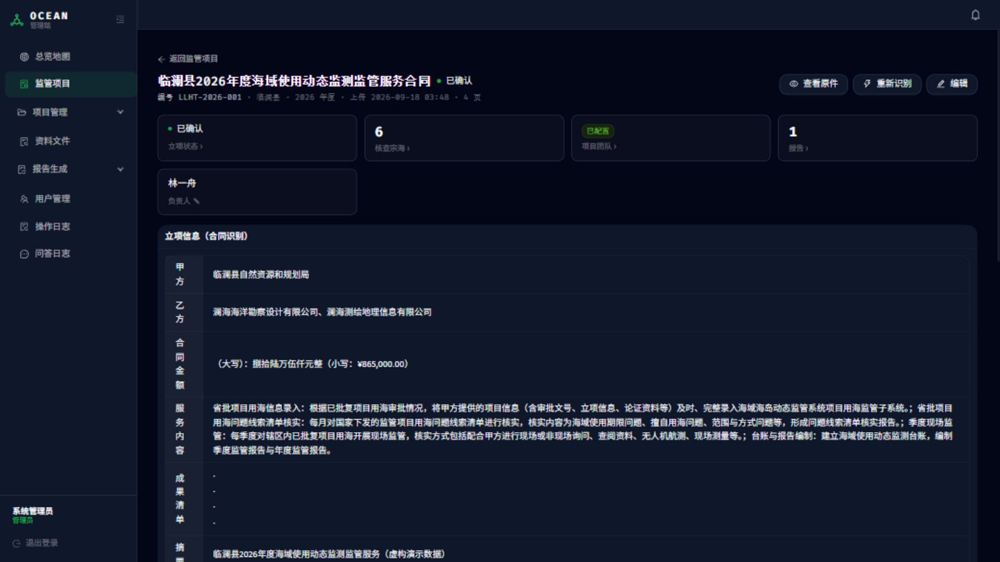 OCEAN
管理端
总览地图
监管项目
项目管理
资料文件
报告生成
用户管理
操作日志
问答日志
系统管理员
管理员
退出登录
← 返回监管项目
临澜县2026年度海域使用动态监测监管服务合同 • 已确认
编号 LLHT-2026-001 · 临澜县 · 2026 年度 · 上传 2026-09-18 03:48 · 4 页
查看原件
重新识别
编辑
• 已确认
立项状态 ›
6
核查宗海 ›
已配置
项目团队 ›
1
报告 ›
林一舟
负责人
立项信息（合同识别）
甲方
临澜县自然资源和规划局
乙方
澜海海洋勘察设计有限公司、澜海测绘地理信息有限公司
合同金额
（大写）：捌拾陆万伍仟元整（小写：¥865,000.00）
服务内容
省批项目用海信息录入：根据已批复项目用海审批情况，将甲方提供的项目信息（含审批文号、立项信息、论证资料等）及时、完整录入海域海岛动态监管系统项目用海监管子系统。；省批项目
用海问题线索清单核实：每月对国家下发的监管项目用海问题线索清单进行核实，核实内容为海域使用期限问题、擅自用海问题、范围与方式问题等，形成问题线索清单核实报告。；季度现场监
管：每季度对辖区内已批复项目用海开展现场监管，核实方式包括配合甲方进行现场或非现场询问、查阅资料、无人机航测、现场测量等。；台账与报告编制：建立海域使用动态监测台账，编制
季度监管报告与年度监管报告。
成果清单
-
-
-
-
摘
临澜县2026年度海域使用动态监测监管服务（虚构演示数据）